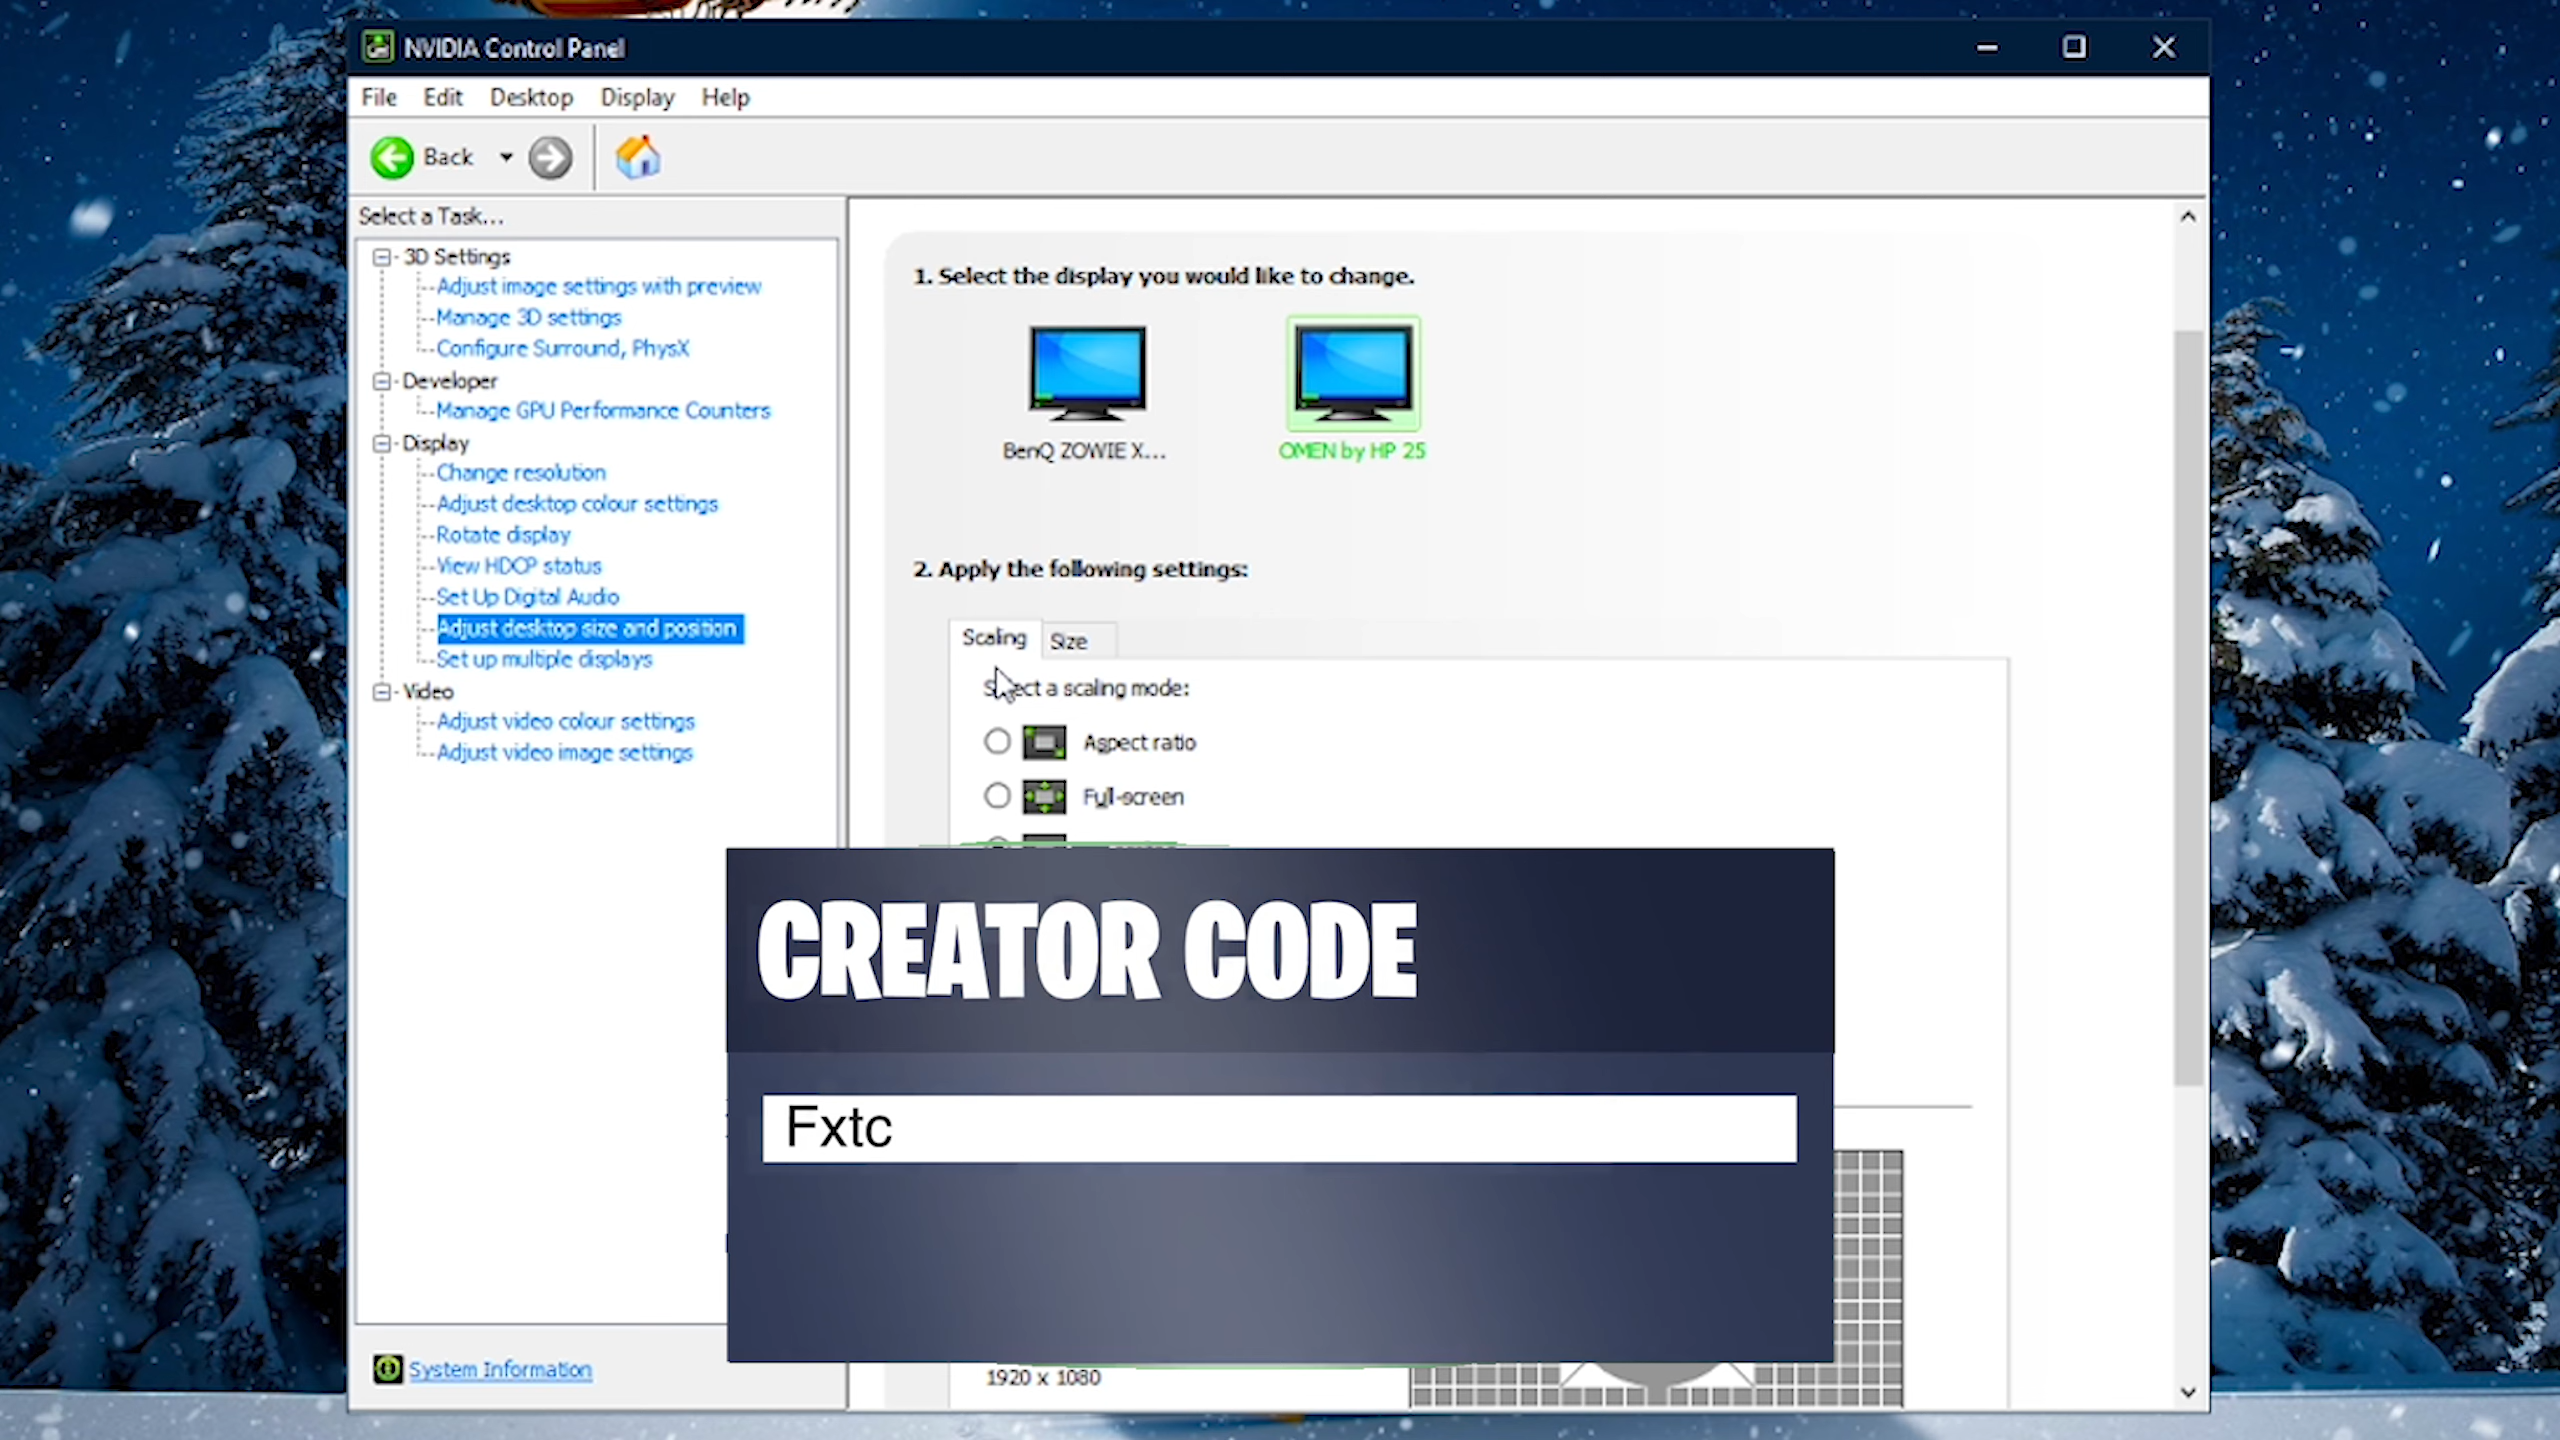 NVIDIA Control Panel
File Edit Desktop Display Help
Back
Select a Task...
3D Settings
Adjust image settings with preview
Manage 3D settings
Configure Surround, PhysX
Developer
Manage GPU Performance Counters
Display
Change resolution
Adjust desktop colour settings
Rotate display
View HDCP status
Set Up Digital Audio
Adjust desktop size and position
Set up multiple displays
Video
Adjust video colour settings
Adjust video image settings
System Information
1. Select the display you would like to change.
BenQ ZOWIE X...
OMEN by HP 25
2. Apply the following settings:
Scaling Size
Select a scaling mode:
Aspect ratio
Full-screen
CREATOR CODE
Fxtc
1920 x 1080